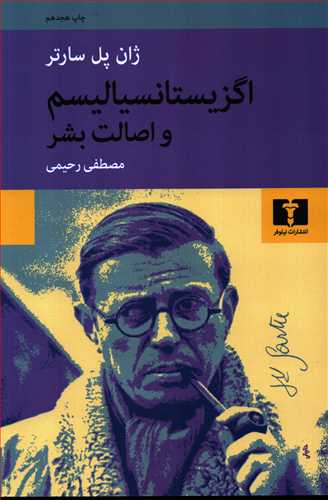 چاپ هجدهم
ژان پل سارتر
اگزیستانسیالیسم
و اصالت بشر
مصطفی رحیمی
انتشارات نیلوفر